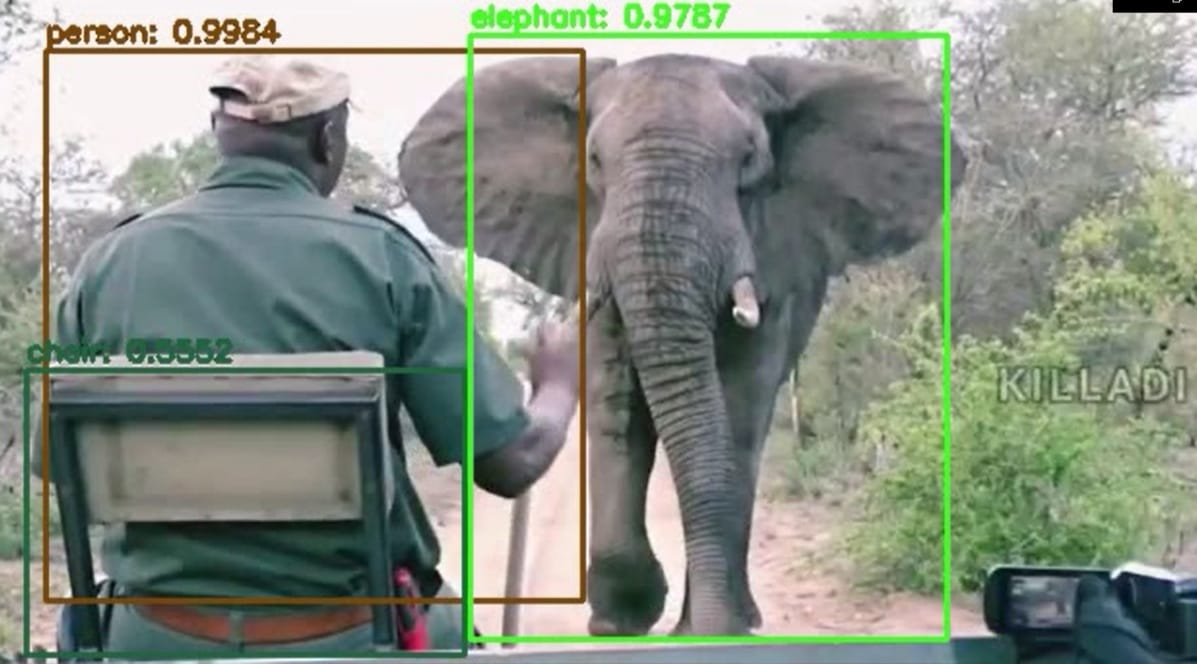 elephant: 0.9787
person: 0.9984
chair: 0.5552
KILLADI